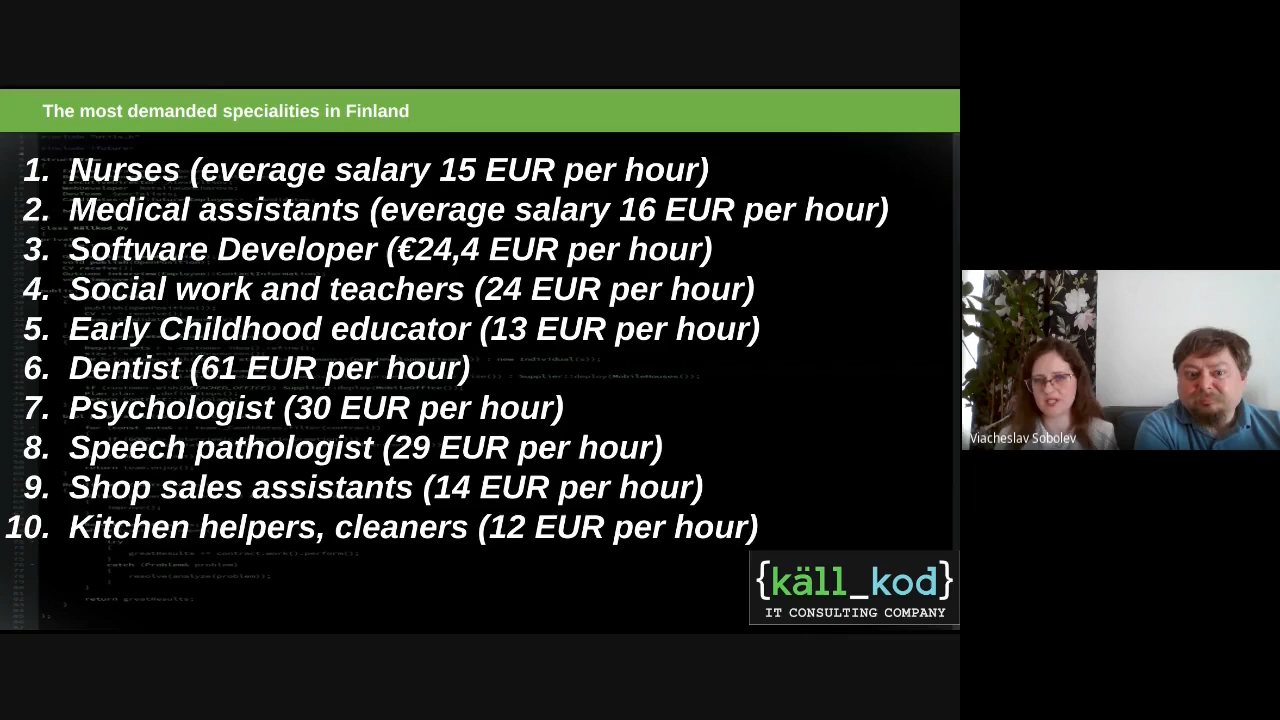 The most demanded specialities in Finland
1. Nurses (everage salary 15 EUR per hour)
2. Medical assistants (everage salary 16 EUR per hour)
3. Software Developer (€24,4 EUR per hour)
4. Social work and teachers (24 EUR per hour)
5. Early Childhood educator (13 EUR per hour)
6. Dentist (61 EUR per hour)
7. Psychologist (30 EUR per hour)
8. Speech pathologist (29 EUR per hour)
9. Shop sales assistants (14 EUR per hour)
10. Kitchen helpers, cleaners (12 EUR per hour)
{käll_kod}
IT CONSULTING COMPANY
Viacheslav Sobolev